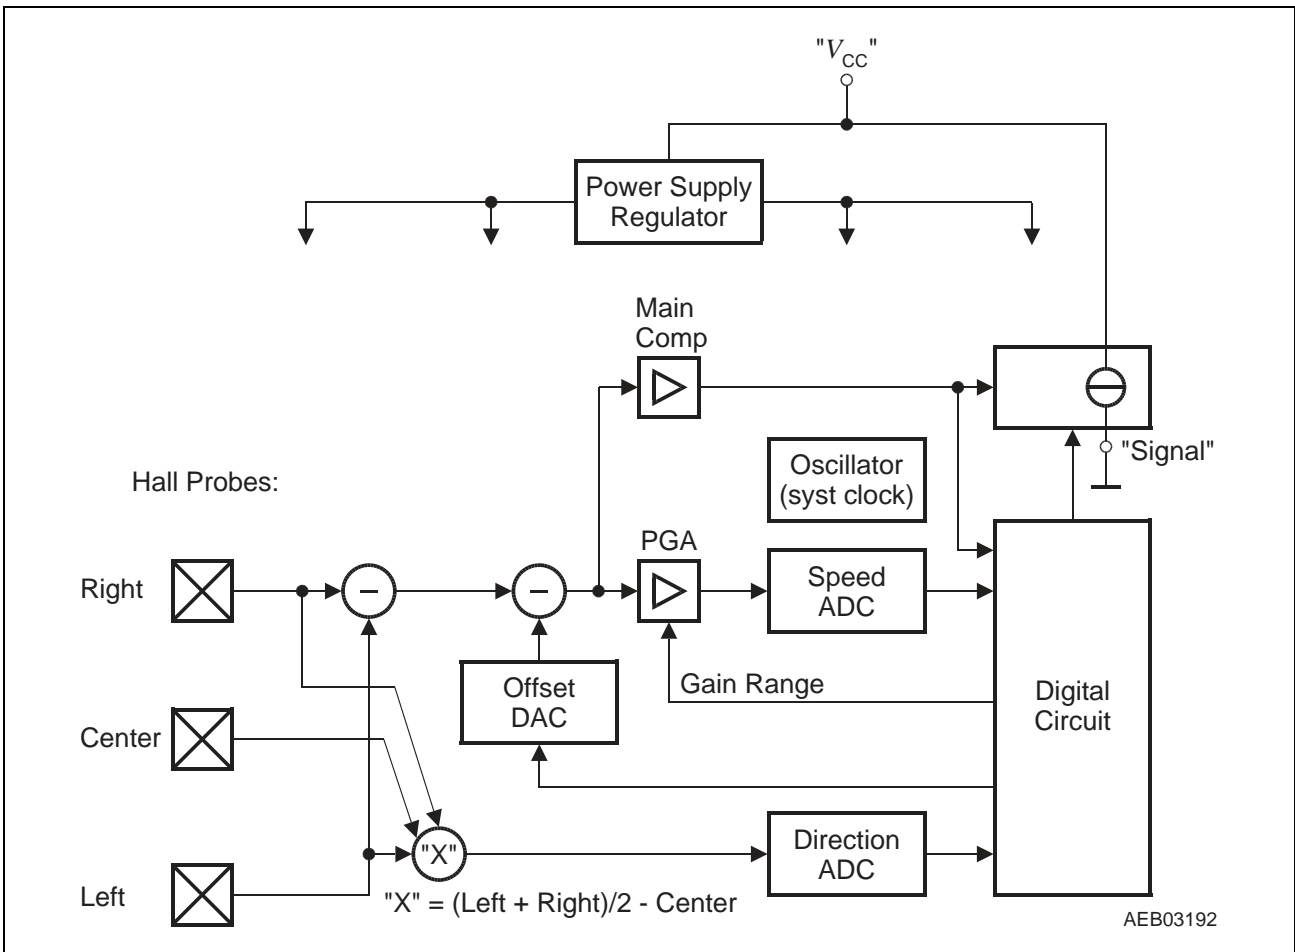 "VCC"
Power Supply
Regulator
Main
Comp
"Signal"
Oscillator
(syst clock)
Hall Probes:
PGA
Right
–
–
Speed
ADC
Offset
DAC
Gain Range
Digital
Circuit
Center
"X"
Direction
ADC
Left
"X" = (Left + Right)/2 - Center
AEB03192